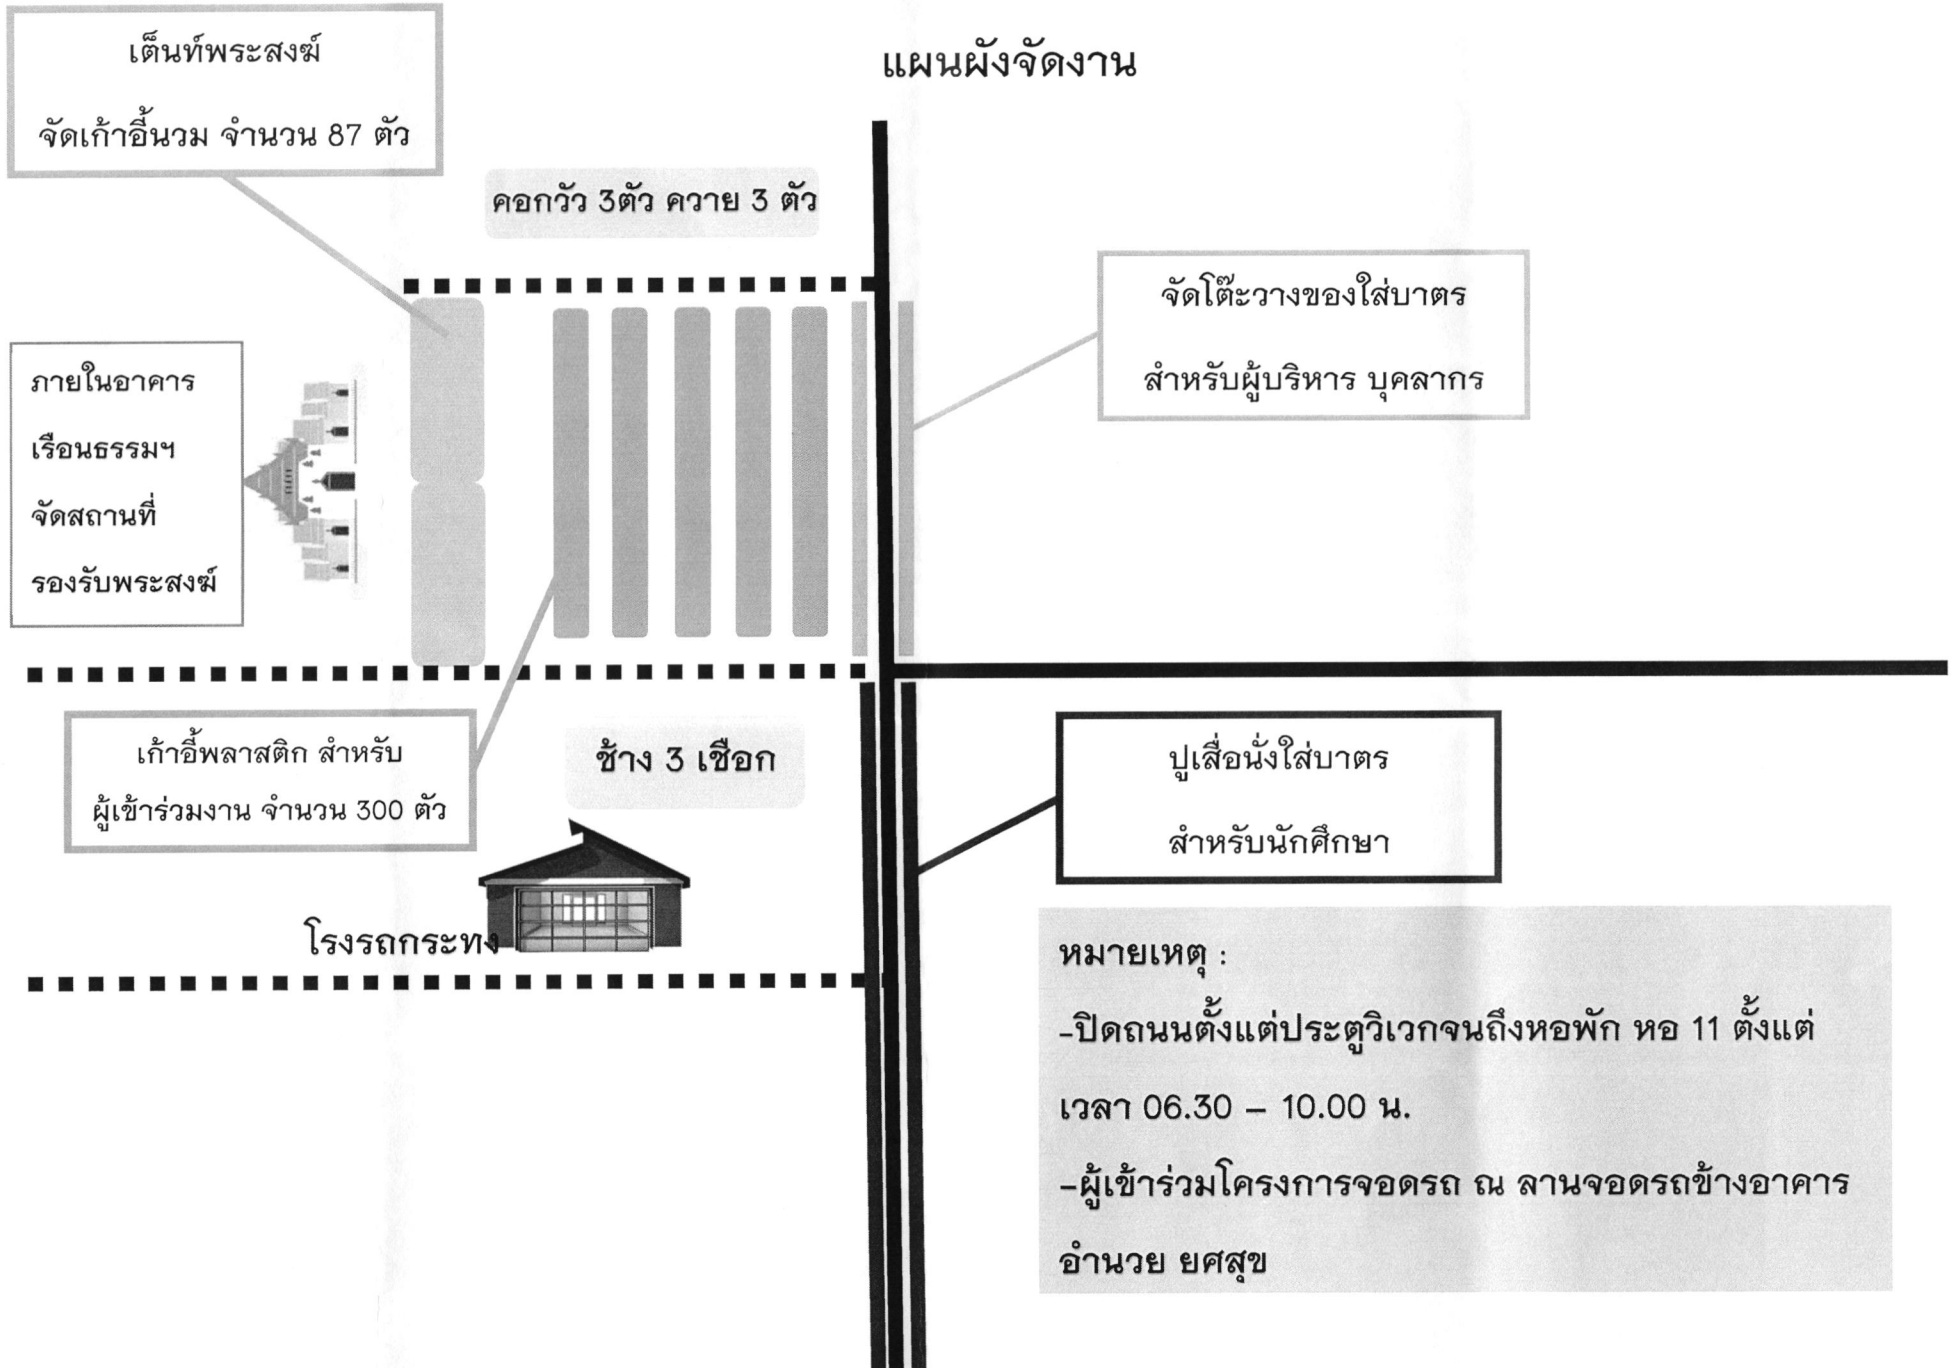 แผนผังจัดงาน
เต็นท์พระสงฆ์
จัดเก้าอี้นวม จำนวน 87 ตัว
คอกวัว 3ตัว ควาย 3 ตัว
จัดโต๊ะวางของใส่บาตร
สำหรับผู้บริหาร บุคลากร
ภายในอาคาร
เรือนธรรมฯ
จัดสถานที่
รองรับพระสงฆ์
เก้าอี้พลาสติก สำหรับ
ผู้เข้าร่วมงาน จำนวน 300 ตัว
ช้าง 3 เชือก
โรงรถกระทง
ปูเสื่อนั่งใส่บาตร
สำหรับนักศึกษา
หมายเหตุ :
-ปิดถนนตั้งแต่ประตูวิเวกจนถึงหอพัก หอ 11 ตั้งแต่
เวลา 06.30 – 10.00 น.
-ผู้เข้าร่วมโครงการจอดรถ ณ ลานจอดรถข้างอาคาร
อำนวย ยศสุข